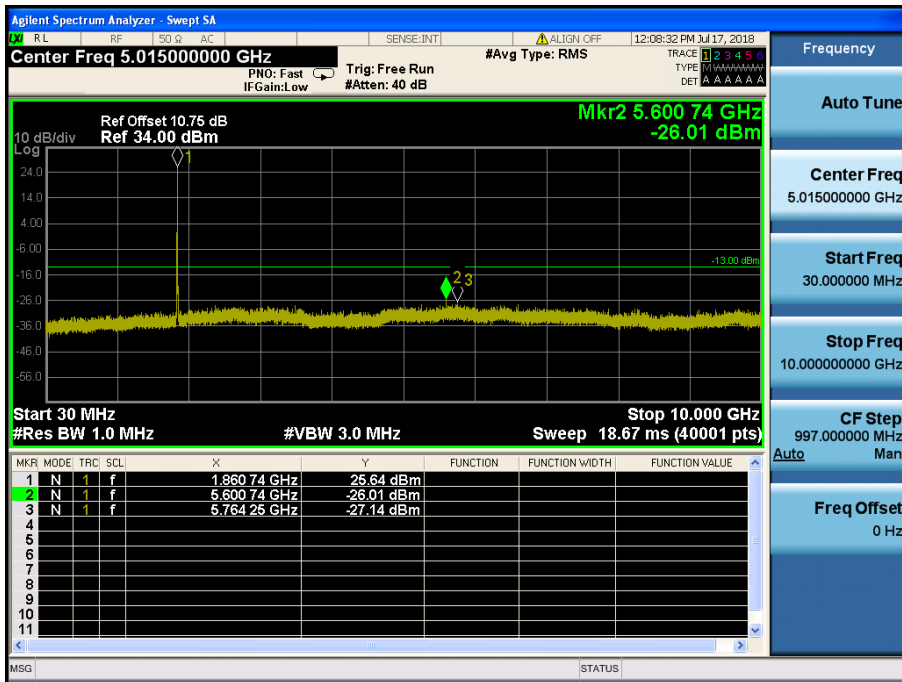 Agilent Spectrum Analyzer - Swept SA
LXI RL RF 50 Ω AC SENSE:INT ALIGN OFF 12:08:32 PM Jul 17, 2018
Center Freq 5.015000000 GHz
PNO: Fast
IFGain:Low
Trig: Free Run
#Atten: 40 dB
#Avg Type: RMS
TRACE 1 2 3 4 5 6
TYPE MWWWWW
DET A A A A A A
Mkr2 5.600 74 GHz
-26.01 dBm
Ref Offset 10.75 dB
10 dB/div Ref 34.00 dBm
Log
1
24.0
14.0
4.00
-6.00
-13.00 dBm
-16.0
2 3
-26.0
-36.0
-46.0
-56.0
Start 30 MHz Stop 10.000 GHz
#Res BW 1.0 MHz #VBW 3.0 MHz Sweep 18.67 ms (40001 pts)
MKR MODE TRC SCL X Y FUNCTION FUNCTION WIDTH FUNCTION VALUE
1 N 1 f 1.860 74 GHz 25.64 dBm
2 N 1 f 5.600 74 GHz -26.01 dBm
3 N 1 f 5.764 25 GHz -27.14 dBm
4
5
6
7
8
9
10
11
MSG STATUS
Frequency
Auto Tune
Center Freq
5.015000000 GHz
Start Freq
30.000000 MHz
Stop Freq
10.000000000 GHz
CF Step
997.000000 MHz
Auto Man
Freq Offset
0 Hz